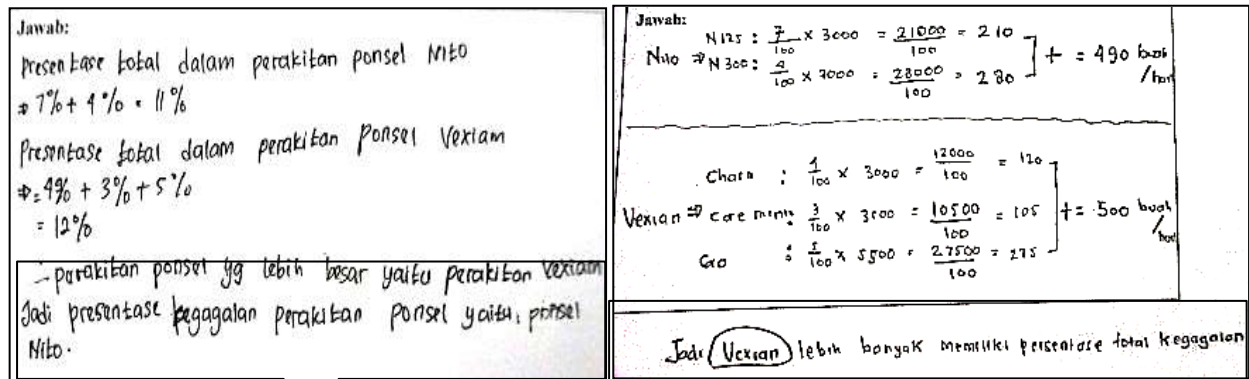 Jawab:
Presentase total dalam perakitan ponsel Nito
⇒ 7% + 4% = 11%
Presentase total dalam perakitan ponsel Vexiam
⇒ = 4% + 3% + 5%
= 12%
∴ perakitan ponsel yg lebih besar yaitu perakitan Vexiam
Jadi presentase kegagalan perakitan ponsel yaitu, ponsel
Nito.
Jawab:
N125 : 7/100 × 3000 = 21000/100 = 210
Nito ⇒ N300 : 4/100 × 7000 = 28000/100 = 280 + = 490 buah
/hari
: 4/100 × 3000 = 12000/100 = 120
Vexian ⇒ : 3/100 × 3500 = 10500/100 = 105 + = 500 buah
/hari
Go : 5/100 × 5500 = 27500/100 = 275
Jadi Vexian lebih banyak memiliki persentase total kegagalan